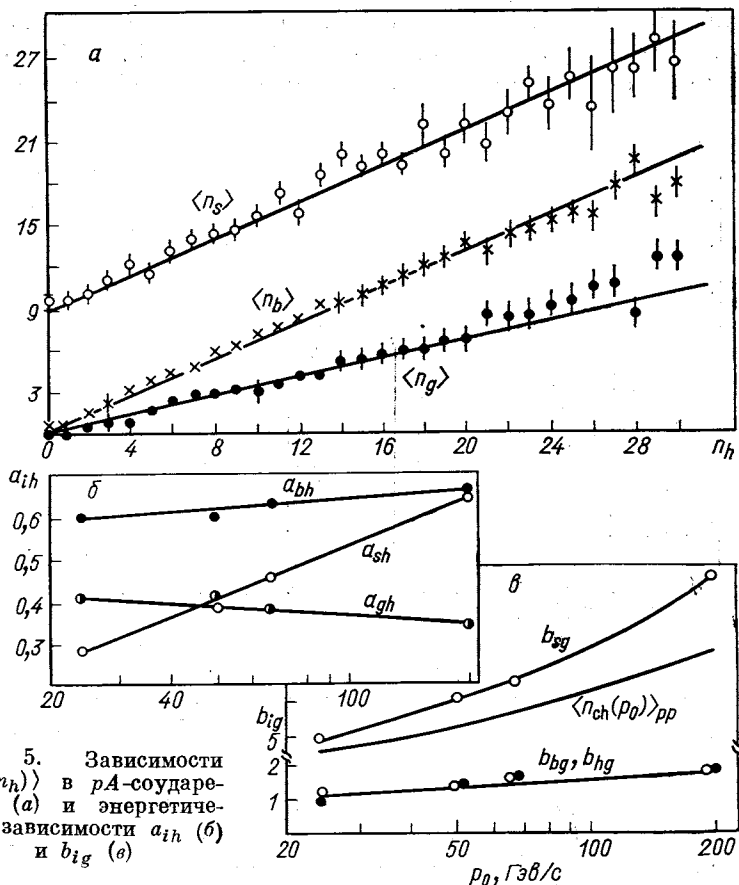 a
27
21
15
9
3
⟨n_s⟩
⟨n_b⟩
⟨n_g⟩
0 4 8 12 16 20 24 28 n_h
a_ih
б
0,6
0,5
0,4
0,3
a_bh
a_sh
a_gh
20 40 100
в
b_ig
5
2
1
b_sg
⟨n_ch(p_0)⟩_pp
b_bg, b_hg
20 50 100 200
p_0, Гэв/с
5. Зависимости
n_h)⟩ в pA-соударе-
(а) и энергетиче-
зависимости a_ih (б)
и b_ig (в)